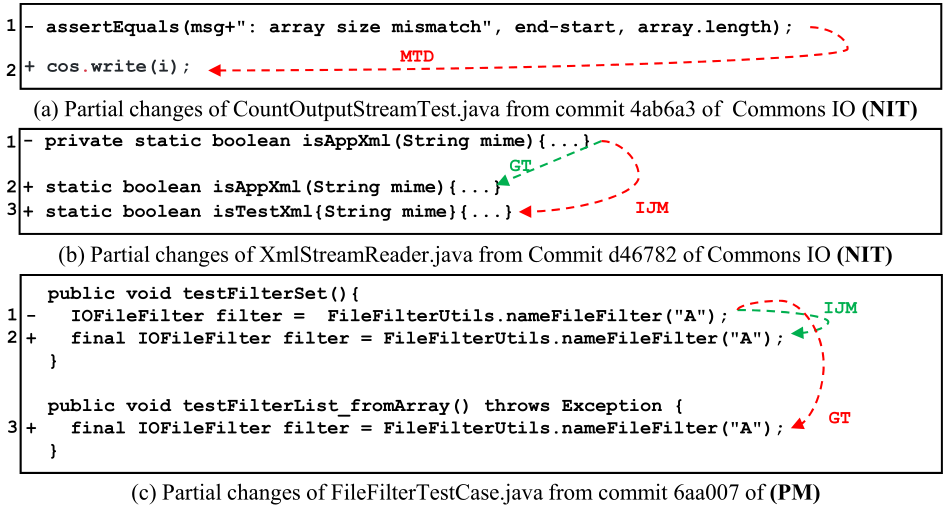 1 - assertEquals(msg+": array size mismatch", end-start, array.length);
MTD
2 + cos.write(i);
(a) Partial changes of CountOutputStreamTest.java from commit 4ab6a3 of Commons IO (NIT)
1 - private static boolean isAppXml(String mime){...}
GT
2 + static boolean isAppXml(String mime){...}
3 + static boolean isTestXml{String mime}{...}
IJM
(b) Partial changes of XmlStreamReader.java from Commit d46782 of Commons IO (NIT)
public void testFilterSet(){
1 - IOFileFilter filter = FileFilterUtils.nameFileFilter("A");
IJM
2 + final IOFileFilter filter = FileFilterUtils.nameFileFilter("A");
}
public void testFilterList_fromArray() throws Exception {
3 + final IOFileFilter filter = FileFilterUtils.nameFileFilter("A");
GT
}
(c) Partial changes of FileFilterTestCase.java from commit 6aa007 of (PM)